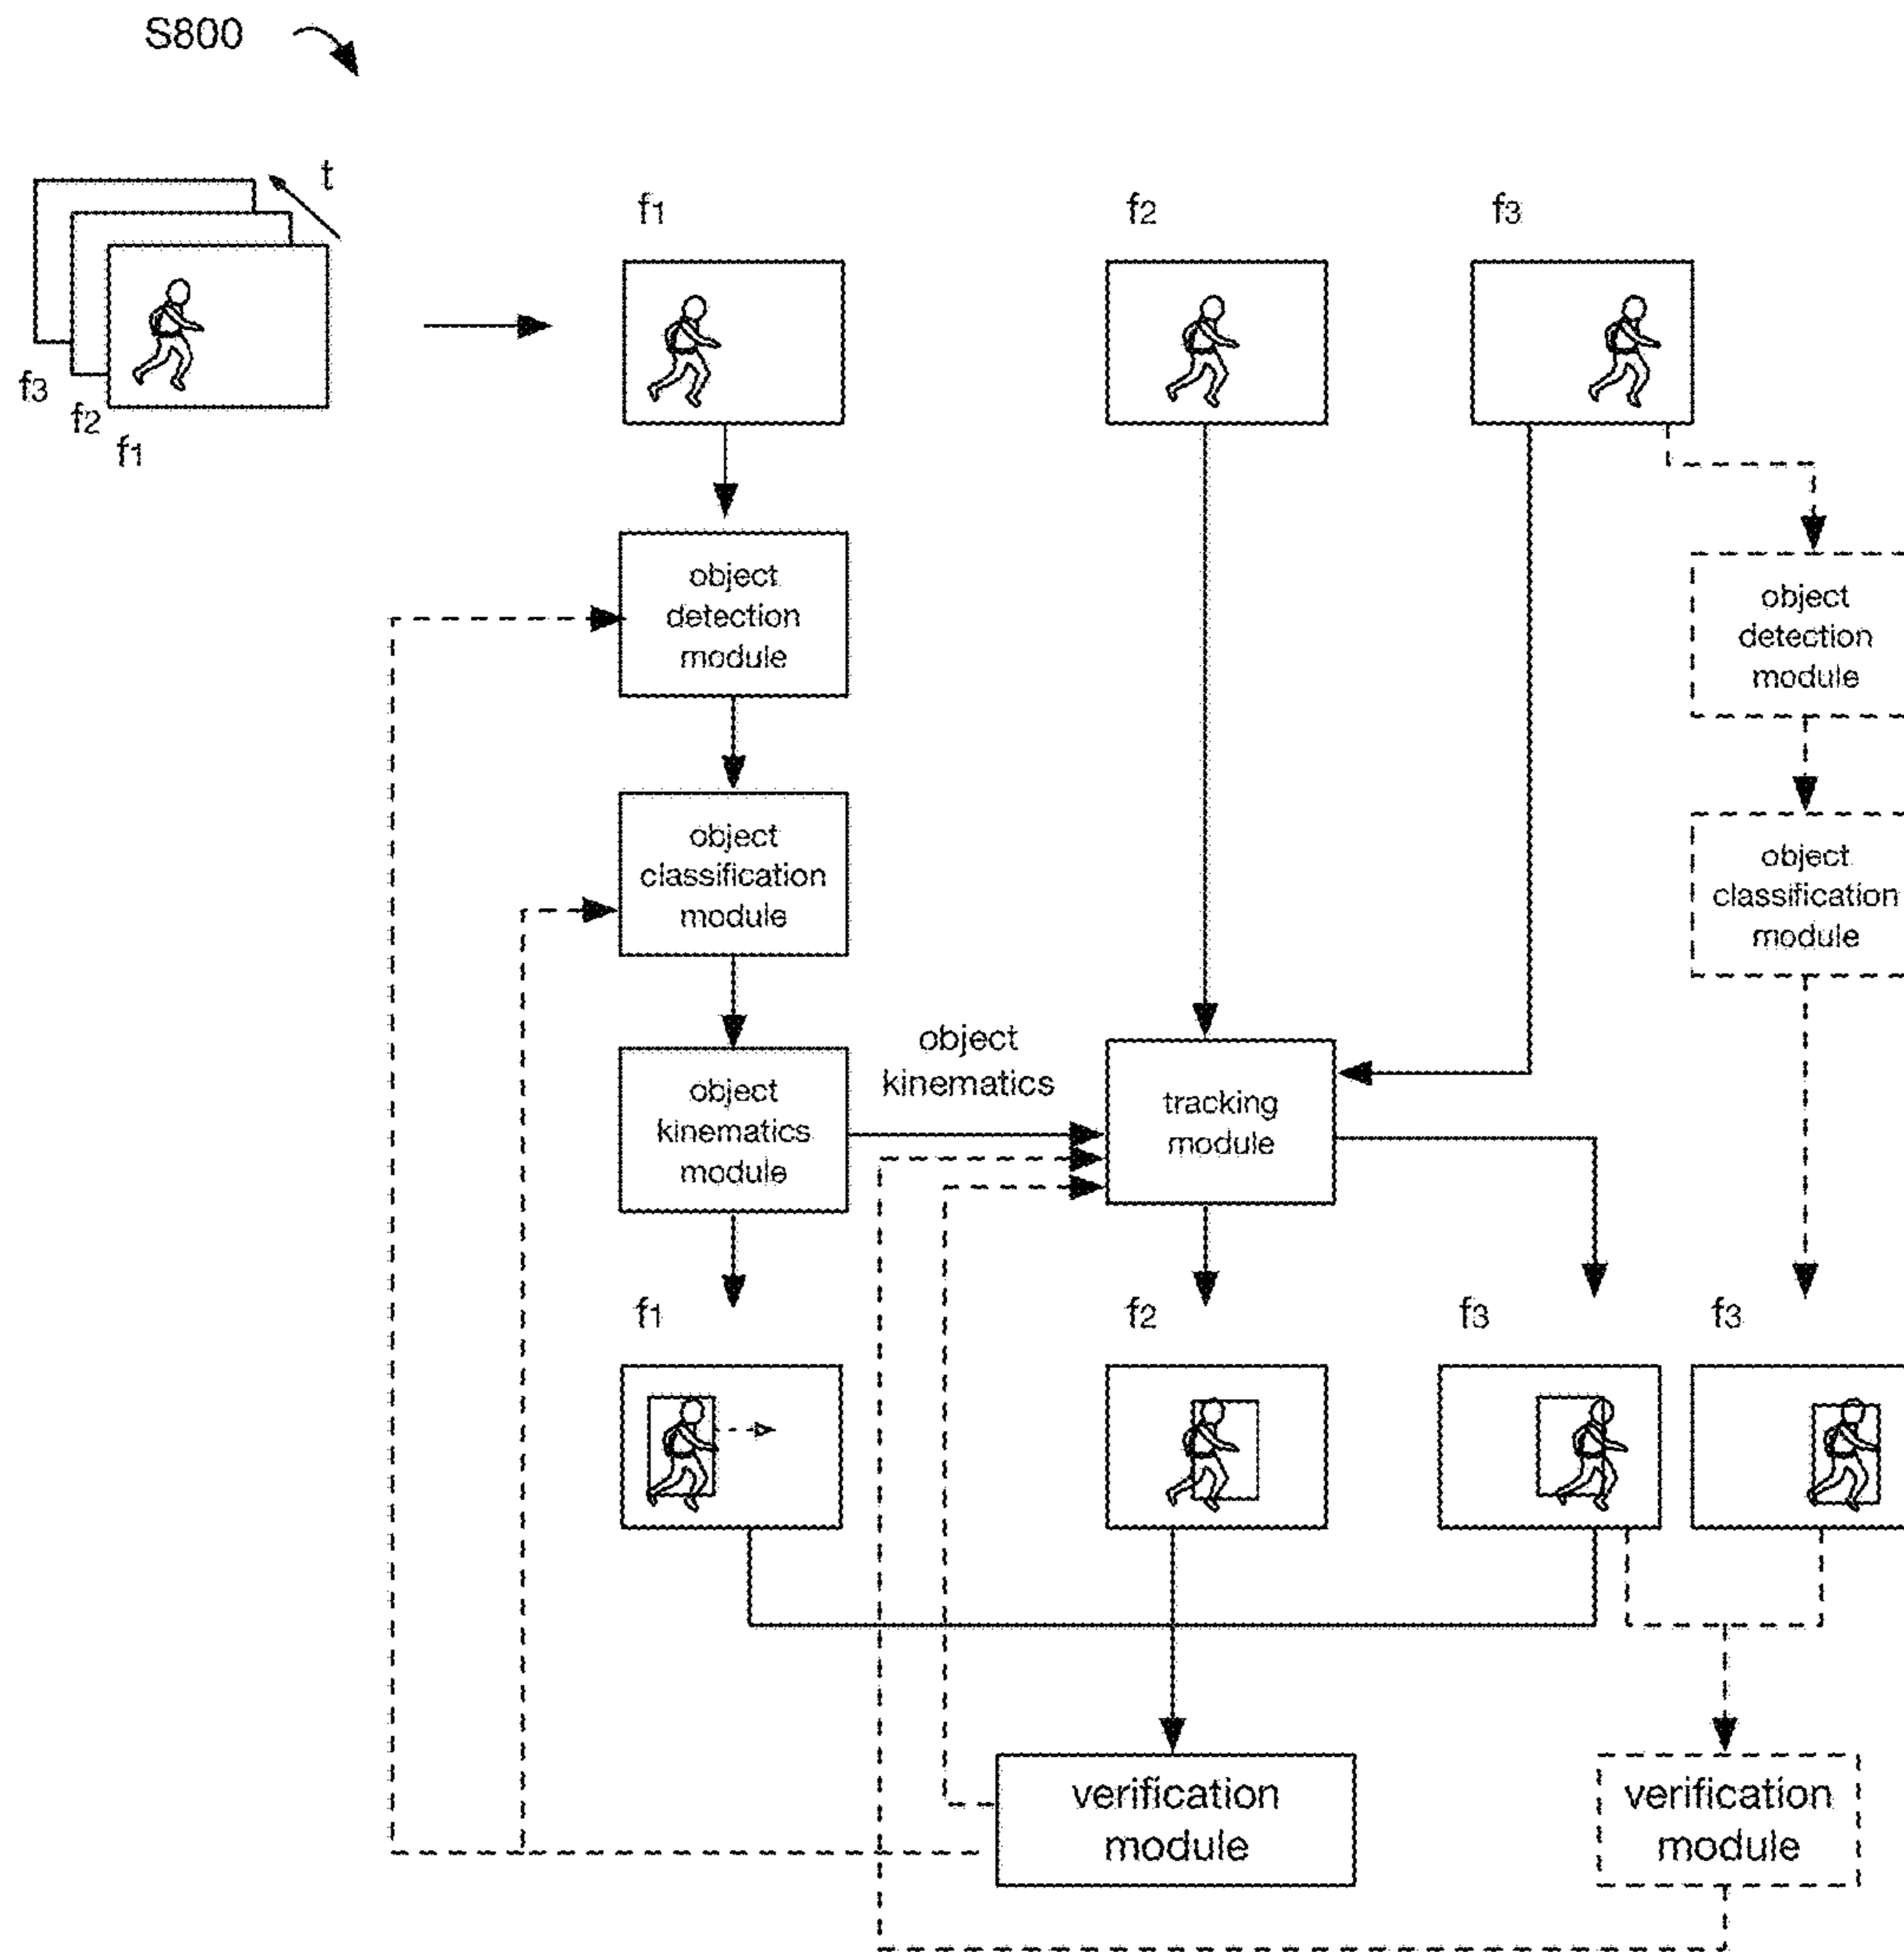 S800
t
f3
f2
f1
f1
f2
f3
object
detection
module
object
detection
module
object
classification
module
object
classification
module
object
kinematics
object
kinematics
module
tracking
module
f1
f2
f3
f3
verification
module
verification
module